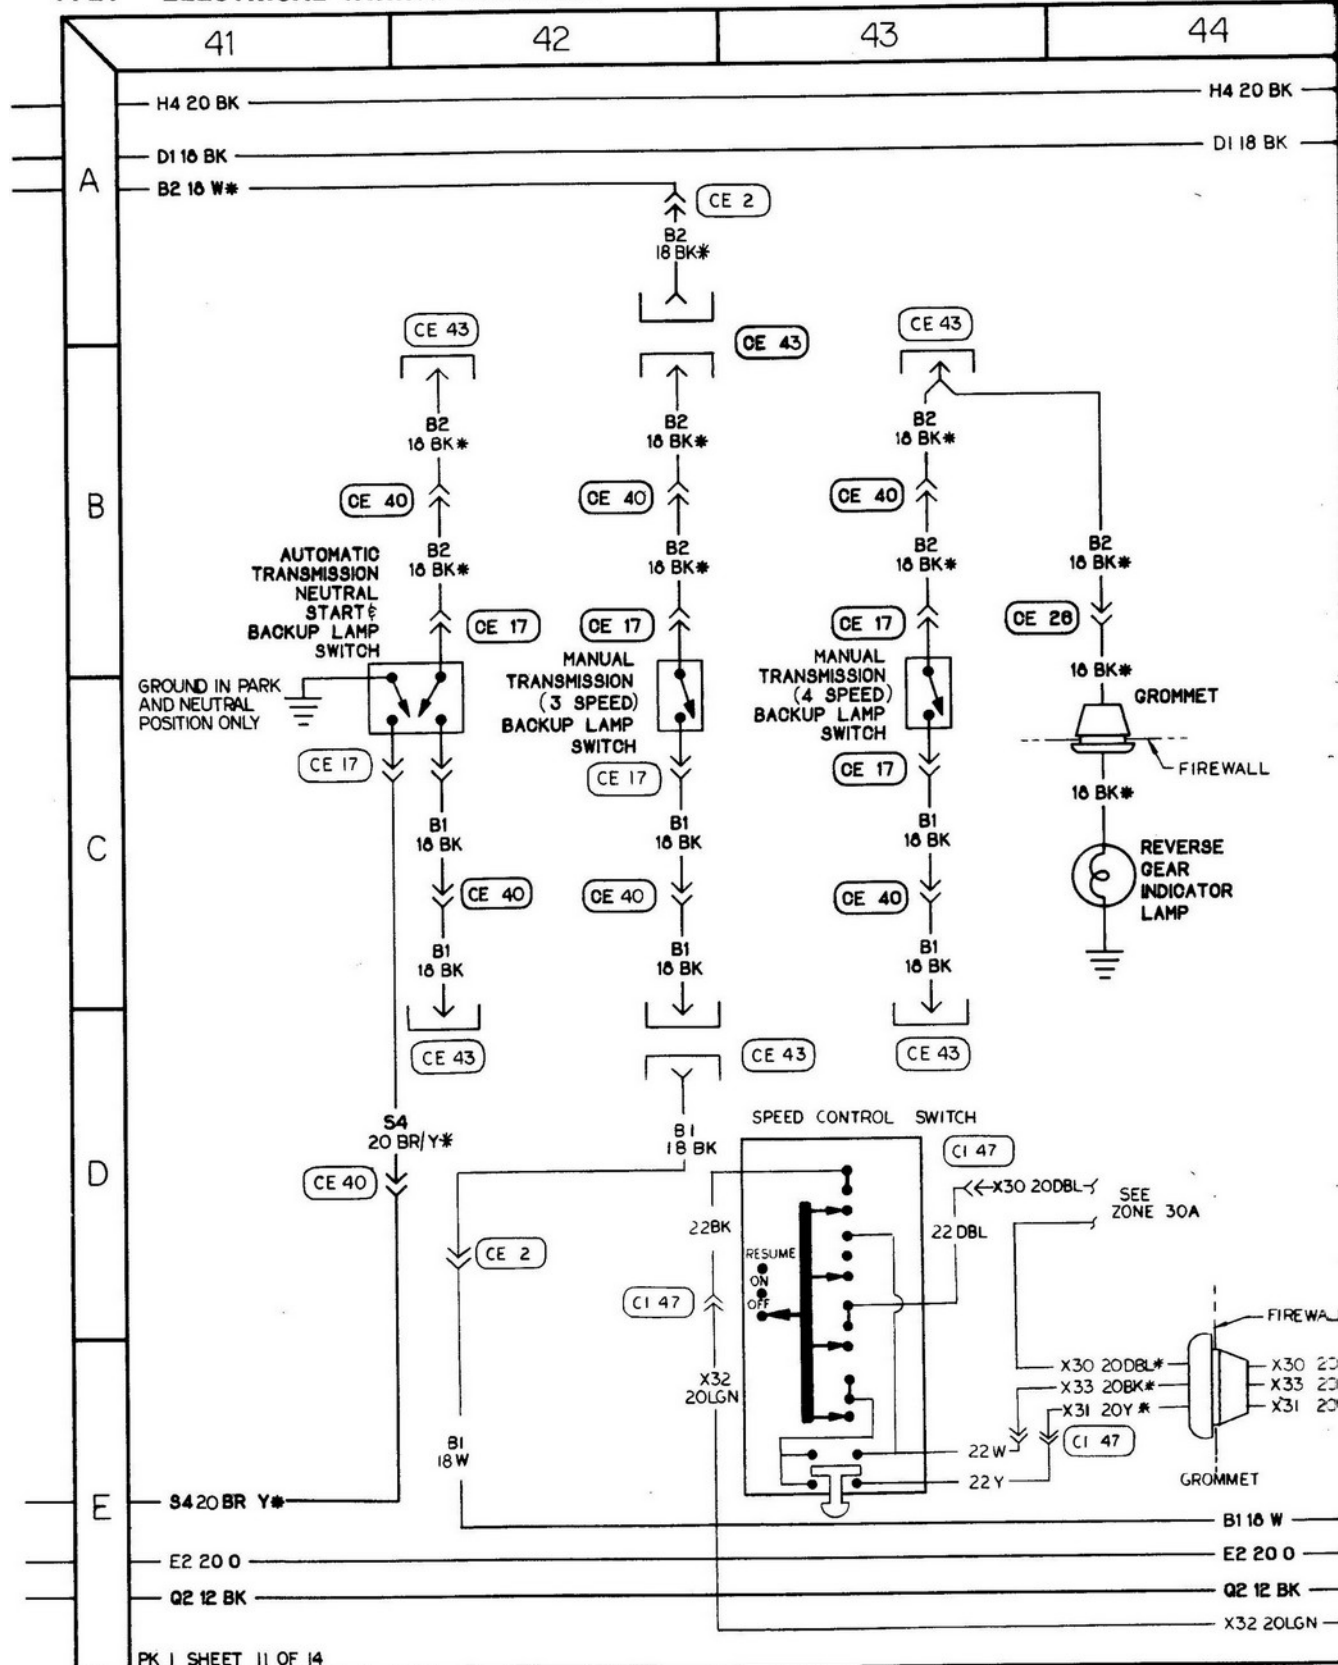 41
42
43
44
A
H4 20 BK
H4 20 BK
D1 18 BK
D1 18 BK
B2 18 W*
CE 2
B2
18 BK*
CE 43
CE 43
CE 43
B
B2
18 BK*
B2
18 BK*
B2
18 BK*
CE 40
CE 40
CE 40
AUTOMATIC
TRANSMISSION
NEUTRAL
START &
BACKUP LAMP
SWITCH
B2
18 BK*
B2
18 BK*
B2
18 BK*
B2
18 BK*
CE 17
CE 17
CE 17
CE 26
GROUND IN PARK
AND NEUTRAL
POSITION ONLY
MANUAL
TRANSMISSION
(3 SPEED)
BACKUP LAMP
SWITCH
MANUAL
TRANSMISSION
(4 SPEED)
BACKUP LAMP
SWITCH
18 BK*
GROMMET
FIREWALL
CE 17
CE 17
CE 17
18 BK*
C
B1
18 BK
B1
18 BK
B1
18 BK
REVERSE
GEAR
INDICATOR
LAMP
CE 40
CE 40
CE 40
B1
18 BK
B1
18 BK
B1
18 BK
CE 43
CE 43
CE 43
D
S4
20 BR/Y*
B1
18 BK
SPEED CONTROL SWITCH
CI 47
CE 40
X30 20DBL
SEE
ZONE 30A
22BK
22 DBL
CE 2
RESUME
ON
OFF
CI 47
FIREWAL
X30 20DBL*
X30
X33 20BK*
X33
X31 20Y*
X31
X32
20LGN
CI 47
B1
18 W
22 W
22 Y
GROMMET
E
S4 20 BR Y*
B1 18 W
E2 20 O
E2 20 O
Q2 12 BK
Q2 12 BK
X32 20LGN
PK 1 SHEET 11 OF 14